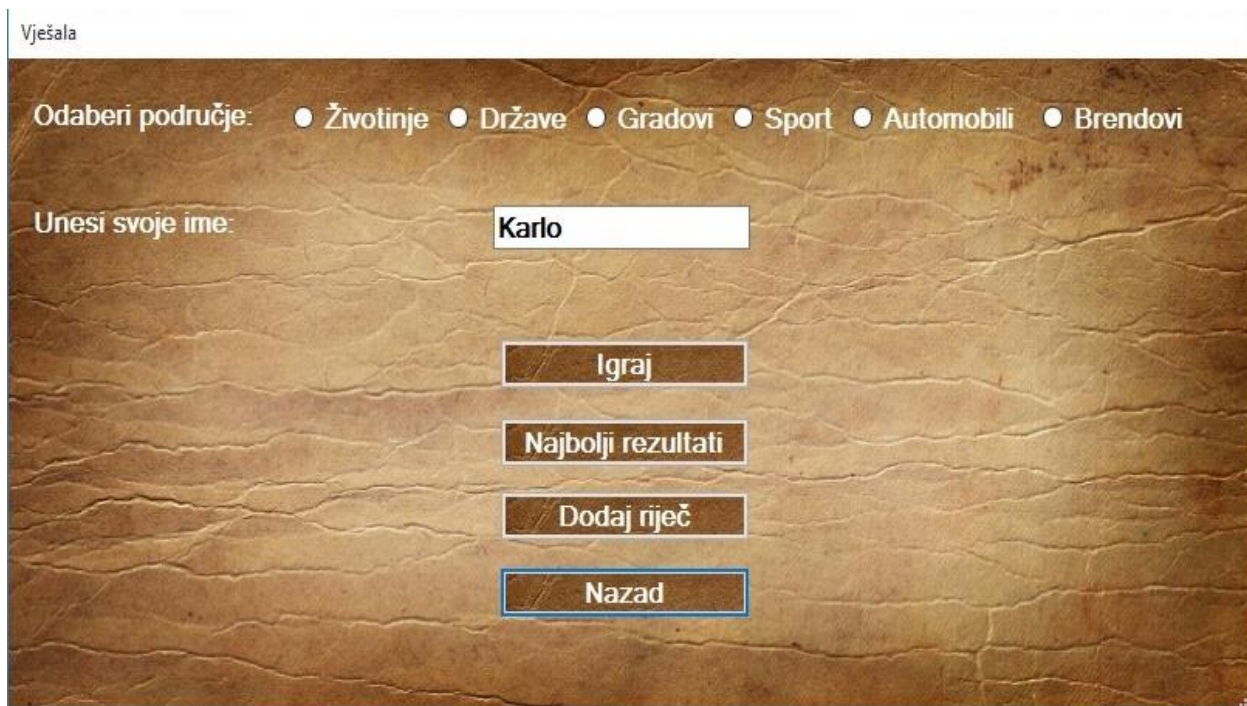 Vješala
Odaberi područje: Životinje Države Gradovi Sport Automobili Brendovi
Unesi svoje ime: Karlo
Igraj
Najbolji rezultati
Dodaj riječ
Nazad